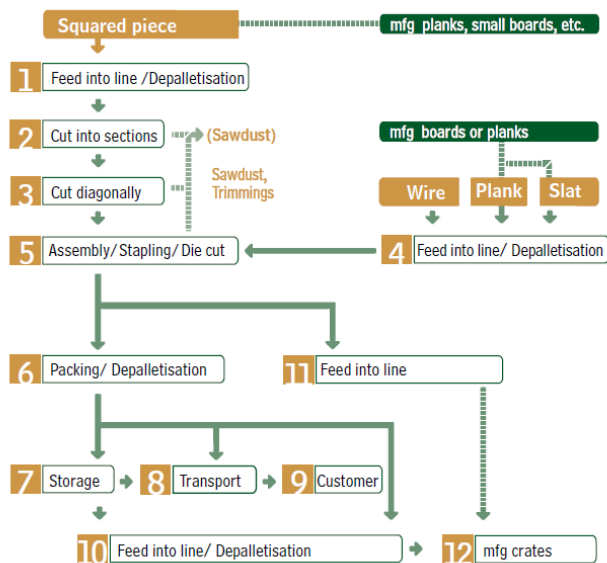 Squared piece
mfg planks, small boards, etc.
1 Feed into line /Depalletisation
2 Cut into sections
(Sawdust)
mfg boards or planks
3 Cut diagonally
Sawdust,
Trimmings
Wire
Plank
Slat
5 Assembly/Stapling/Die cut
4 Feed into line/ Depalletisation
6 Packing/ Depalletisation
11 Feed into line
7 Storage
8 Transport
9 Customer
10 Feed into line/ Depalletisation
12 mfg crates